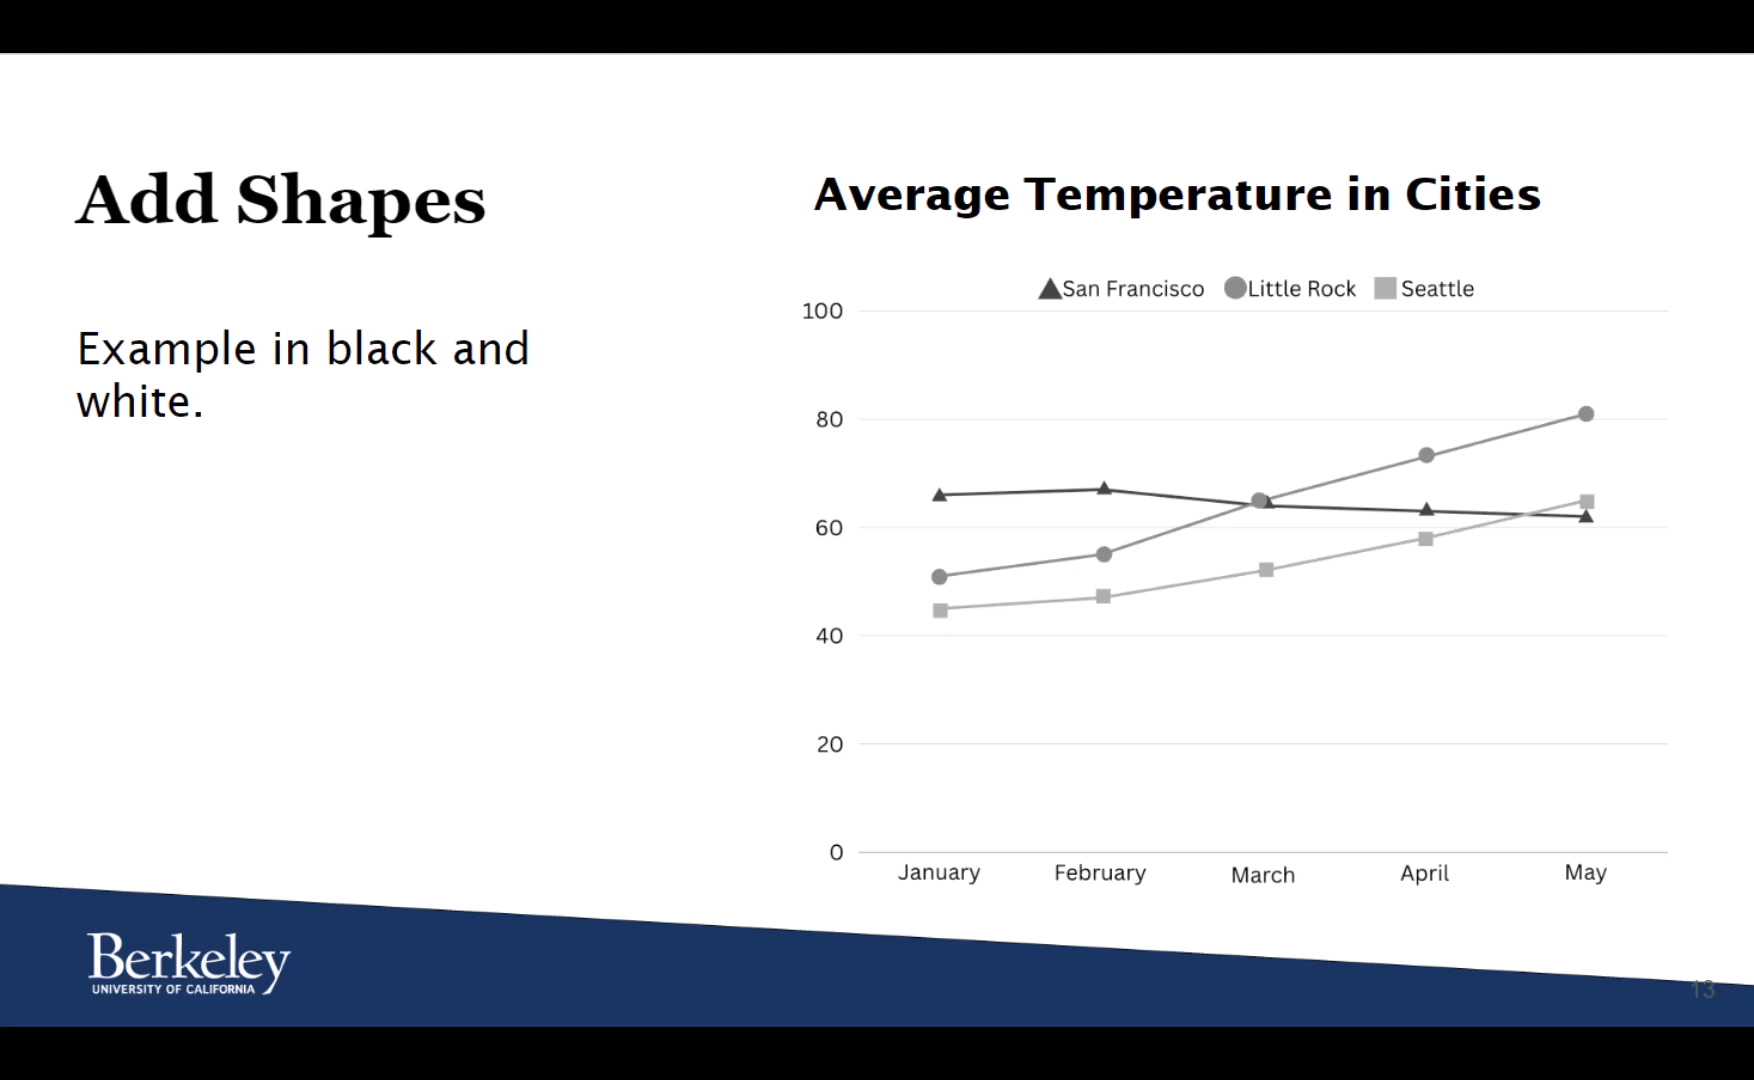 Add Shapes
Example in black and
white.
Average Temperature in Cities
San Francisco Little Rock Seattle
100
80
60
40
20
0
January February March April May
Berkeley
UNIVERSITY OF CALIFORNIA
13